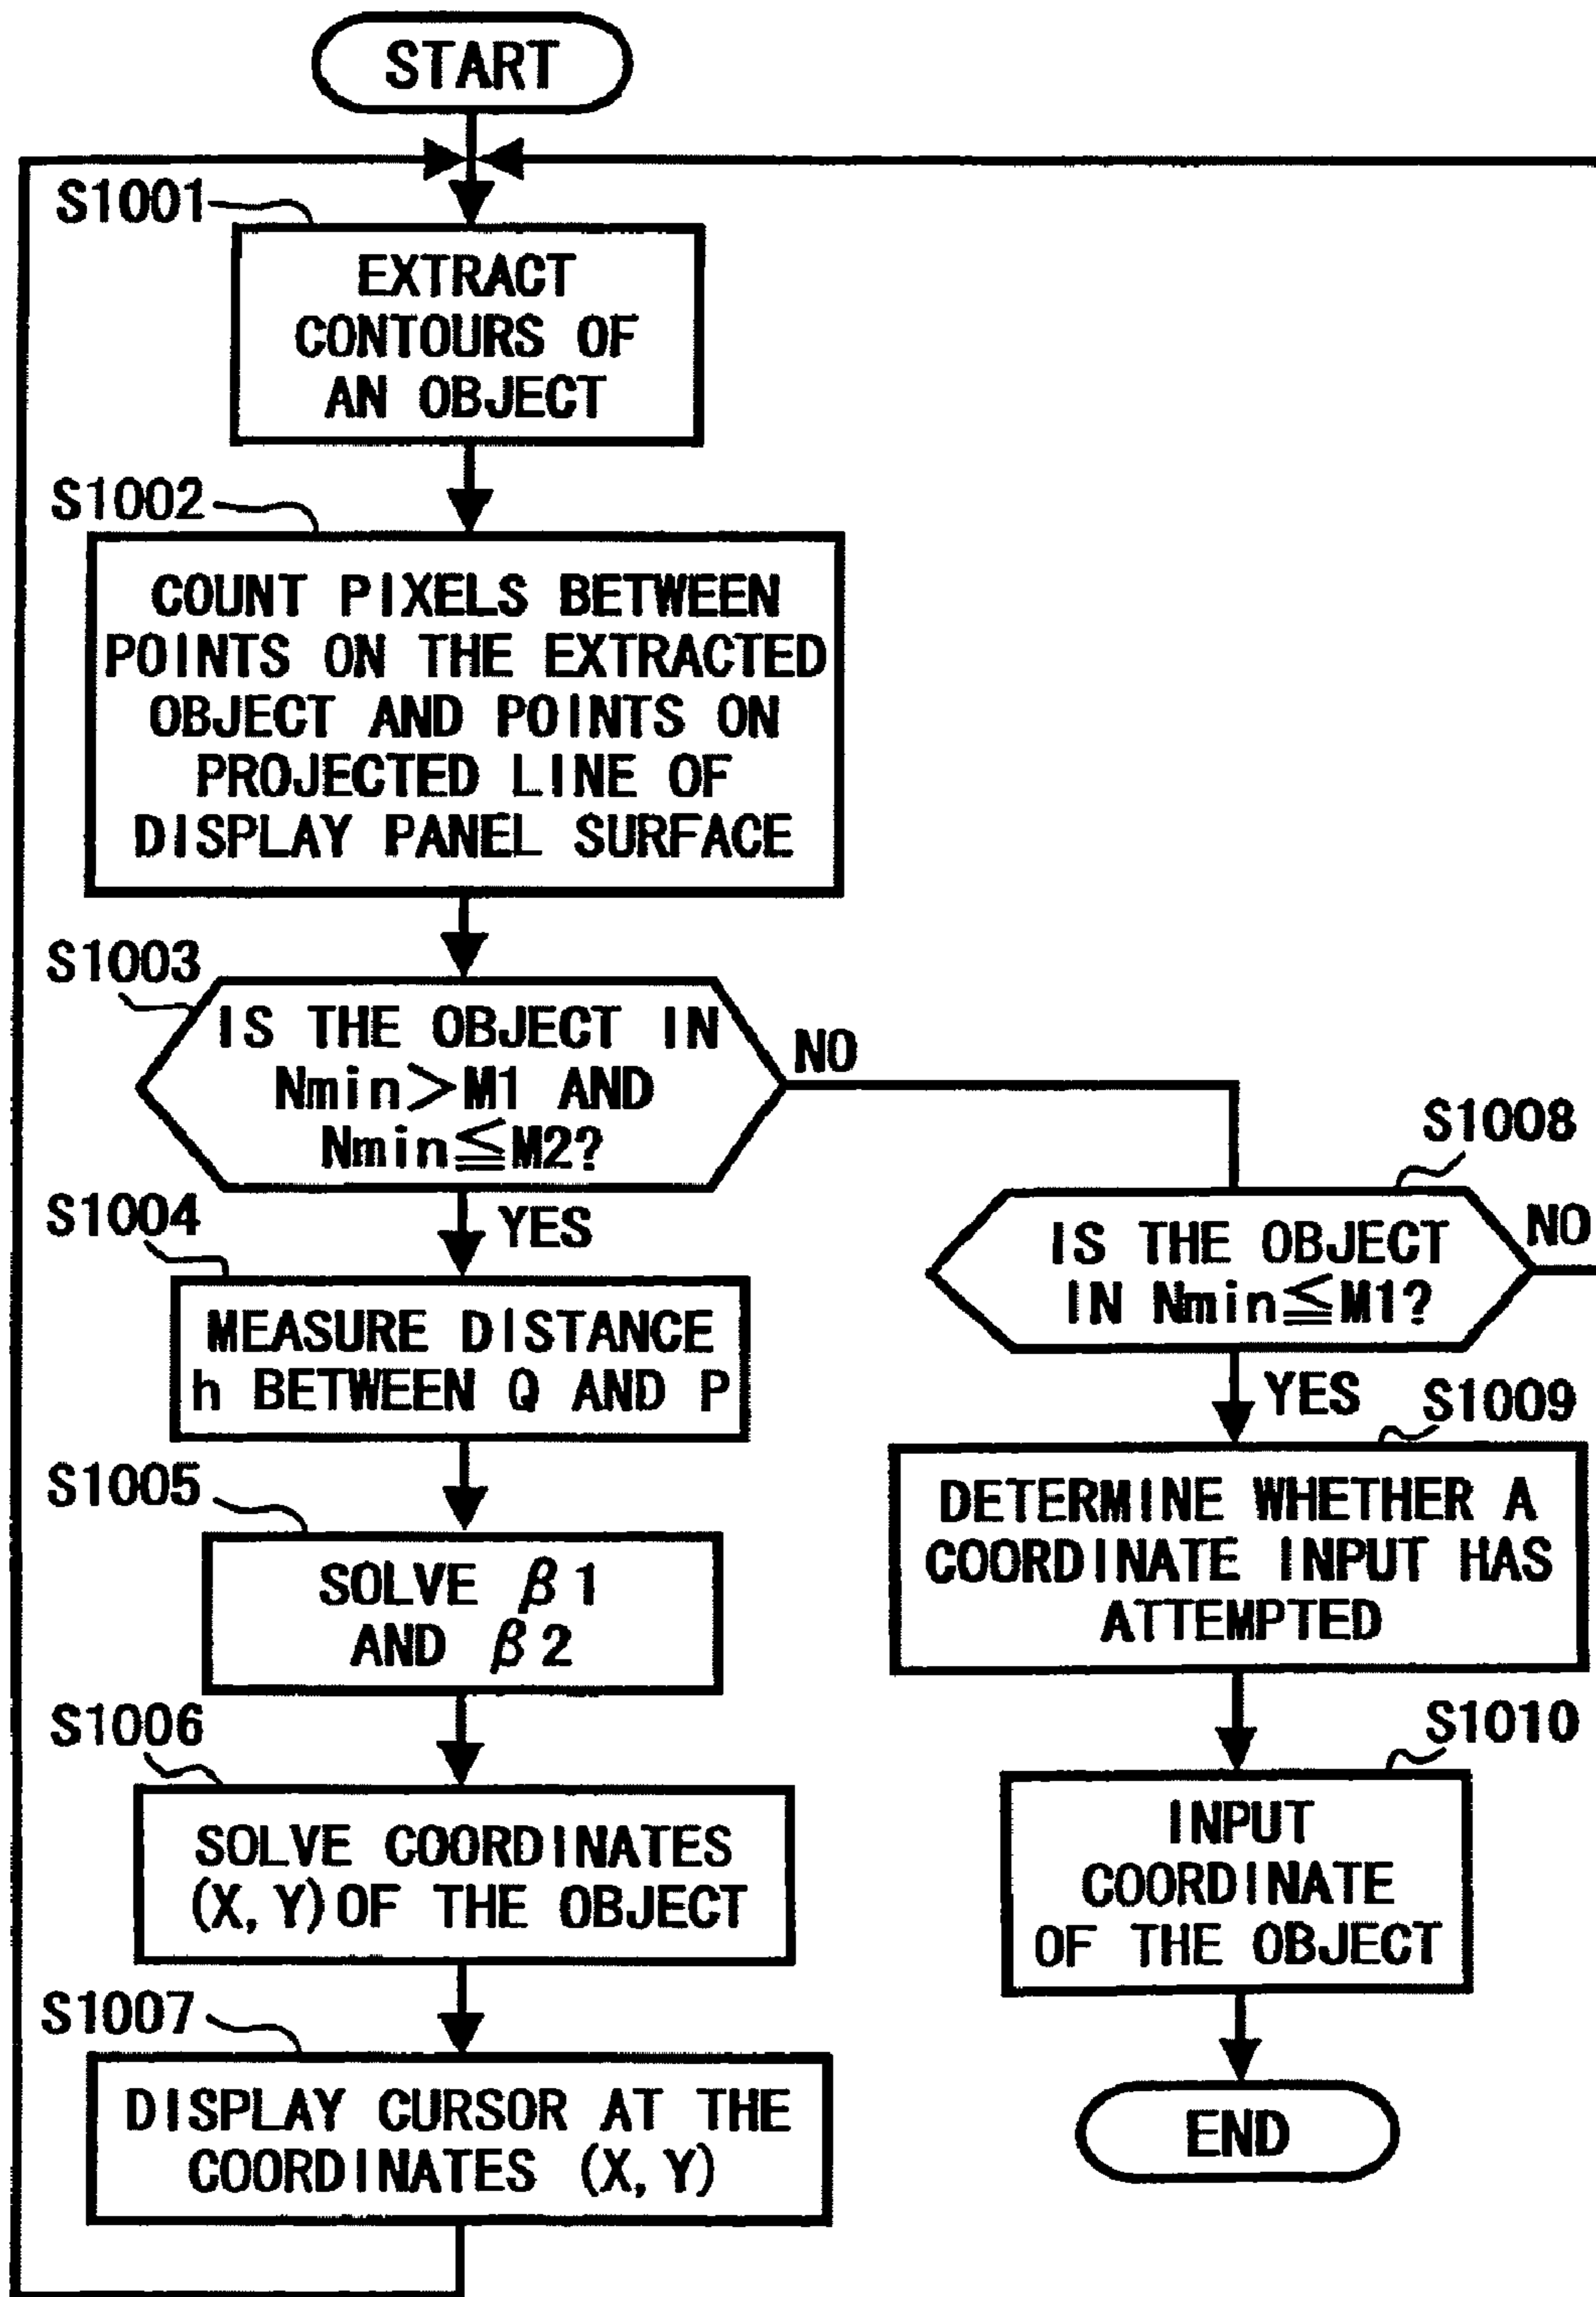 START
S1001
EXTRACT
CONTOURS OF
AN OBJECT
S1002
COUNT PIXELS BETWEEN
POINTS ON THE EXTRACTED
OBJECT AND POINTS ON
PROJECTED LINE OF
DISPLAY PANEL SURFACE
S1003
IS THE OBJECT IN
Nmin>M1 AND
Nmin≦M2?
NO
YES
S1004
MEASURE DISTANCE
h BETWEEN Q AND P
S1005
SOLVE β1
AND β2
S1006
SOLVE COORDINATES
(X, Y) OF THE OBJECT
S1007
DISPLAY CURSOR AT THE
COORDINATES (X, Y)
S1008
IS THE OBJECT
IN Nmin≦M1?
NO
YES
S1009
DETERMINE WHETHER A
COORDINATE INPUT HAS
ATTEMPTED
S1010
INPUT
COORDINATE
OF THE OBJECT
END